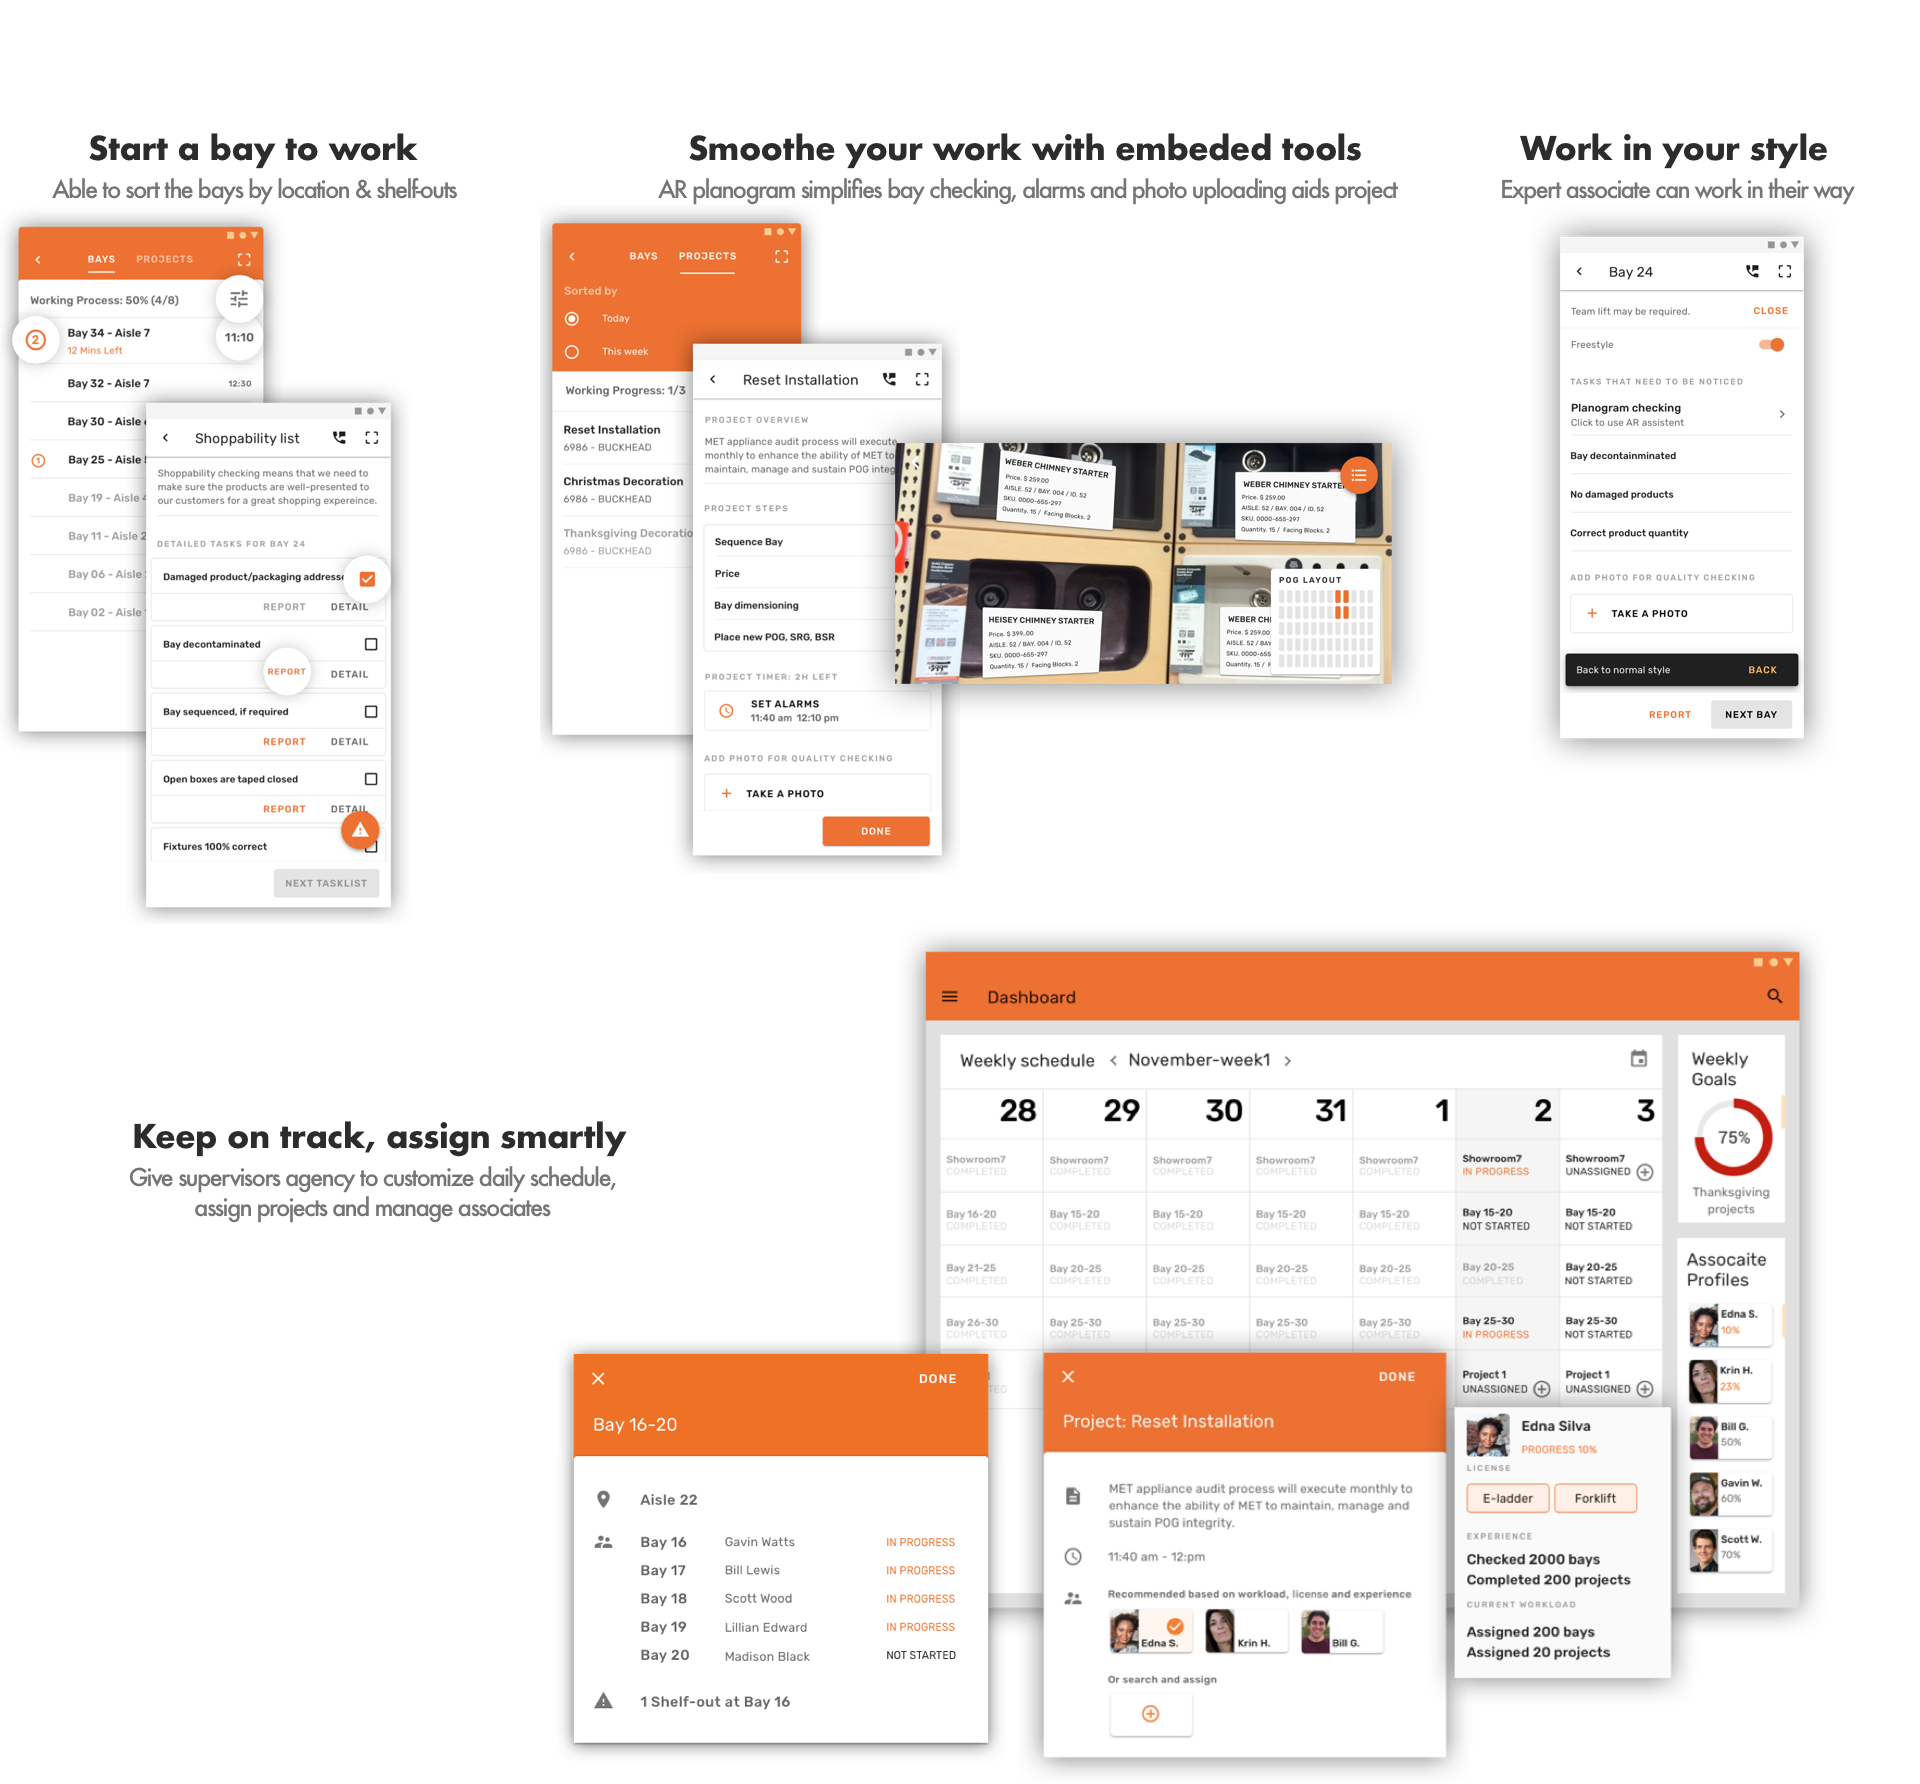 Start a bay to work
Able to sort the bays by location & shelf-outs
BAYS PROJECTS
Working Process: 50% (4/8)
2
Bay 34 - Aisle 7
12 Mins Left
11:10
Bay 32 - Aisle 7
12:30
Bay 30 - Aisle
1
Bay 25 - Aisle
Bay 19 - Aisle
Bay 11 - Aisle 2
Bay 06 - Aisle
Bay 02 - Aisle
Shoppability list
Shoppability checking means that we need to
make sure the products are well-presented to
our customers for a great shopping expereince.
DETAILED TASKS FOR BAY 24
Damaged product/packaging addresse
REPORT DETAIL
Bay decontaminated
REPORT DETAIL
Bay sequenced, if required
REPORT DETAIL
Open boxes are taped closed
REPORT DETAIL
Fixtures 100% correct
NEXT TASKLIST
Smoothe your work with embeded tools
AR planogram simplifies bay checking, alarms and photo uploading aids project
BAYS PROJECTS
Sorted by
Today
This week
Working Progress: 1/3
Reset Installation
6986 - BUCKHEAD
Christmas Decoration
6986 - BUCKHEAD
Thanksgiving Decoratio
6986 - BUCKHEAD
Reset Installation
PROJECT OVERVIEW
MET appliance audit process will execute
monthly to enhance the ability of MET to
maintain, manage and sustain POG integ
PROJECT STEPS
Sequence Bay
Price
Bay dimensioning
Place new POG, SRG, BSR
PROJECT TIMER: 2H LEFT
SET ALARMS
11:40 am 12:10 pm
ADD PHOTO FOR QUALITY CHECKING
TAKE A PHOTO
DONE
WEBER CHIMNEY STARTER
Price. $ 259.00
AISLE. 52 / BAY. 004 / ID. 52
SKU. 0000-655-297
Quantity. 15 / Facing Blocks. 2
WEBER CHIMNEY STARTE
Price. $ 259.00
AISLE. 52 / BAY. 004 / ID. 52
SKU. 0000-655-297
Quantity. 15 / Facing Blocks. 2
HEISEY CHIMNEY STARTER
Price. $ 399..00
AISLE. 52 / BAY. 004 / ID. 52
SKU. 0000-655-297
Quantity. 15 / Facing Blocks. 2
WEBER CH
Price. $ 259.00
AISLE. 52 / BAY
SKU. 0000-655
Quantity. 15 / F
POG LAYOUT
Work in your style
Expert associate can work in their way
Bay 24
Team lift may be required. CLOSE
Freestyle
TASKS THAT NEED TO BE NOTICED
Planogram checking
Click to use AR assistent
Bay decontainminated
No damaged products
Correct product quantity
ADD PHOTO FOR QUALITY CHECKING
TAKE A PHOTO
Back to normal style BACK
REPORT NEXT BAY
Keep on track, assign smartly
Give supervisors agency to customize daily schedule,
assign projects and manage associates
Dashboard
Weekly schedule November-week1
28 29 30 31 1 2 3
Showroom7 Showroom7 Showroom7 Showroom7 Showroom7 Showroom7 Showroom7
COMPLETED COMPLETED COMPLETED COMPLETED COMPLETED IN PROGRESS UNASSIGNED
Bay 16-20 Bay 15-20 Bay 15-20 Bay 15-20 Bay 15-20 Bay 15-20 Bay 15-20
COMPLETED COMPLETED COMPLETED COMPLETED COMPLETED NOT STARTED NOT STARTED
Bay 21-25 Bay 20-25 Bay 20-25 Bay 20-25 Bay 20-25 Bay 20-25 Bay 20-25
COMPLETED COMPLETED COMPLETED COMPLETED COMPLETED COMPLETED NOT STARTED
Bay 26-30 Bay 25-30 Bay 25-30 Bay 25-30 Bay 25-30 Bay 25-30 Bay 25-30
COMPLETED COMPLETED COMPLETED COMPLETED COMPLETED IN PROGRESS NOT STARTED
Project 1 Project 1
UNASSIGNED UNASSIGNED
Weekly
Goals
75%
Thanksgiving
projects
Assocaite
Profiles
Edna S.
10%
Krin H.
23%
Bill G.
50%
Gavin W.
60%
Scott W.
70%
DONE
Bay 16-20
Aisle 22
Bay 16 Gavin Watts IN PROGRESS
Bay 17 Bill Lewis IN PROGRESS
Bay 18 Scott Wood IN PROGRESS
Bay 19 Lillian Edward IN PROGRESS
Bay 20 Madison Black NOT STARTED
1 Shelf-out at Bay 16
DONE
Project: Reset Installation
MET appliance audit process will execute monthly to
enhance the ability of MET to maintain, manage and
sustain POG integrity.
11:40 am - 12:pm
Recommended based on workload, license and experience
Edna S. Krin H. Bill G.
Or search and assign
Edna Silva
PROGRESS 10%
LICENSE
E-ladder Forklift
EXPERIENCE
Checked 2000 bays
Completed 200 projects
CURRENT WORKLOAD
Assigned 200 bays
Assigned 20 projects